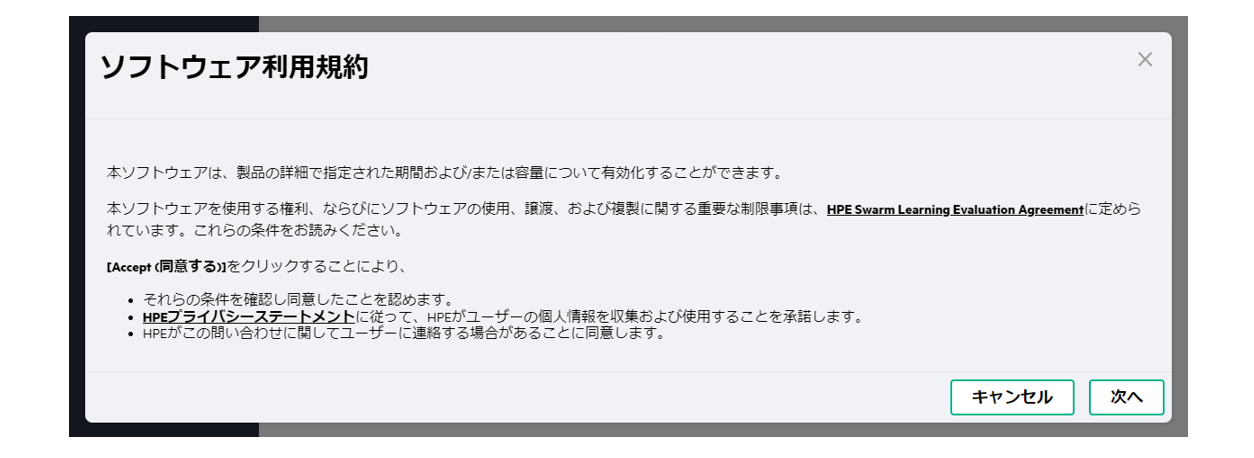 ソフトウェア利用規約
本ソフトウェアは、製品の詳細で指定された期間および/または容量について有効化することができます。
本ソフトウェアを使用する権利、ならびにソフトウェアの使用、譲渡、および複製に関する重要な制限事項は、HPE Swarm Learning Evaluation Agreementに定めら
れています。これらの条件をお読みください。
[Accept (同意する)]をクリックすることにより、
• それらの条件を確認し同意したことを認めます。
• HPEプライバシーステートメントに従って、HPEがユーザーの個人情報を収集および使用することを承諾します。
• HPEがこの問い合わせに関してユーザーに連絡する場合があることに同意します。
キャンセル 次へ